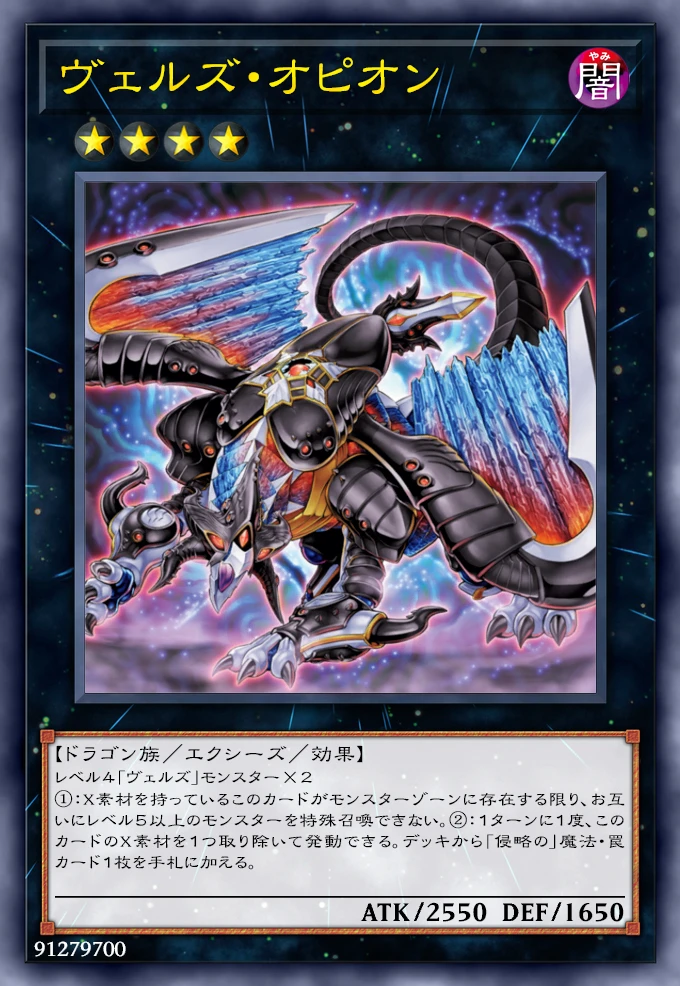 ヴェルズ・オピオン
やみ
闇
【ドラゴン族／エクシーズ／効果】
レベル４「ヴェルズ」モンスター×２
①：X素材を持っているこのカードがモンスターゾーンに存在する限り、お互
いにレベル５以上のモンスターを特殊召喚できない。②：１ターンに１度、この
カードのX素材を１つ取り除いて発動できる。デッキから「侵略の」魔法・罠
カード１枚を手札に加える。
ATK/2550 DEF/1650
91279700